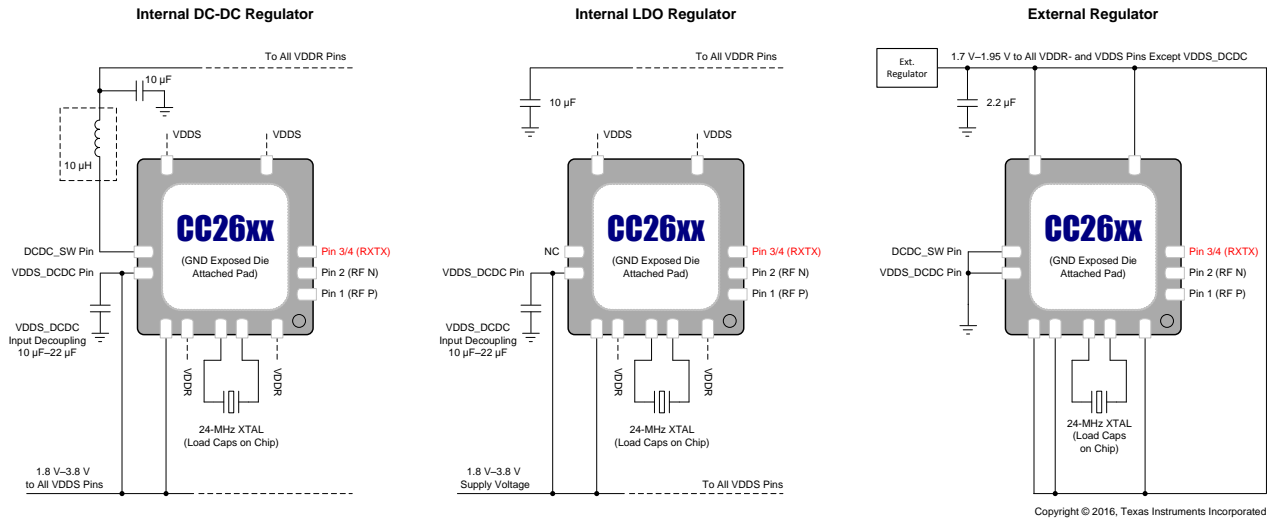 Internal DC-DC Regulator
To All VDDR Pins
10 µF
10 µH
VDDS
VDDS
CC26xx
(GND Exposed Die
Attached Pad)
DCDC_SW Pin
VDDS_DCDC Pin
Pin 3/4 (RXTX)
Pin 2 (RF N)
Pin 1 (RF P)
VDDS_DCDC
Input Decoupling
10 µF–22 µF
VDDR
VDDR
24-MHz XTAL
(Load Caps on Chip)
1.8 V–3.8 V
to All VDDS Pins
Internal LDO Regulator
To All VDDR Pins
10 µF
VDDS
VDDS
CC26xx
(GND Exposed Die
Attached Pad)
NC
VDDS_DCDC Pin
Pin 3/4 (RXTX)
Pin 2 (RF N)
Pin 1 (RF P)
VDDS_DCDC
Input Decoupling
10 µF–22 µF
VDDR
VDDR
24-MHz XTAL
(Load Caps on Chip)
1.8 V–3.8 V
Supply Voltage
To All VDDS Pins
External Regulator
Ext.
Regulator
1.7 V–1.95 V to All VDDR- and VDDS Pins Except VDDS_DCDC
2.2 µF
CC26xx
(GND Exposed Die
Attached Pad)
DCDC_SW Pin
VDDS_DCDC Pin
Pin 3/4 (RXTX)
Pin 2 (RF N)
Pin 1 (RF P)
24-MHz XTAL
(Load Caps
on Chip)
Copyright © 2016, Texas Instruments Incorporated